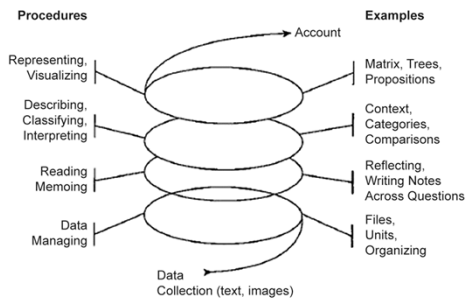 Procedures
Examples
Account
Representing,
Visualizing
Matrix, Trees,
Propositions
Describing,
Classifying,
Interpreting
Context,
Categories,
Comparisons
Reading
Memoing
Reflecting,
Writing Notes
Across Questions
Data
Managing
Files,
Units,
Organizing
Data
Collection (text, images)